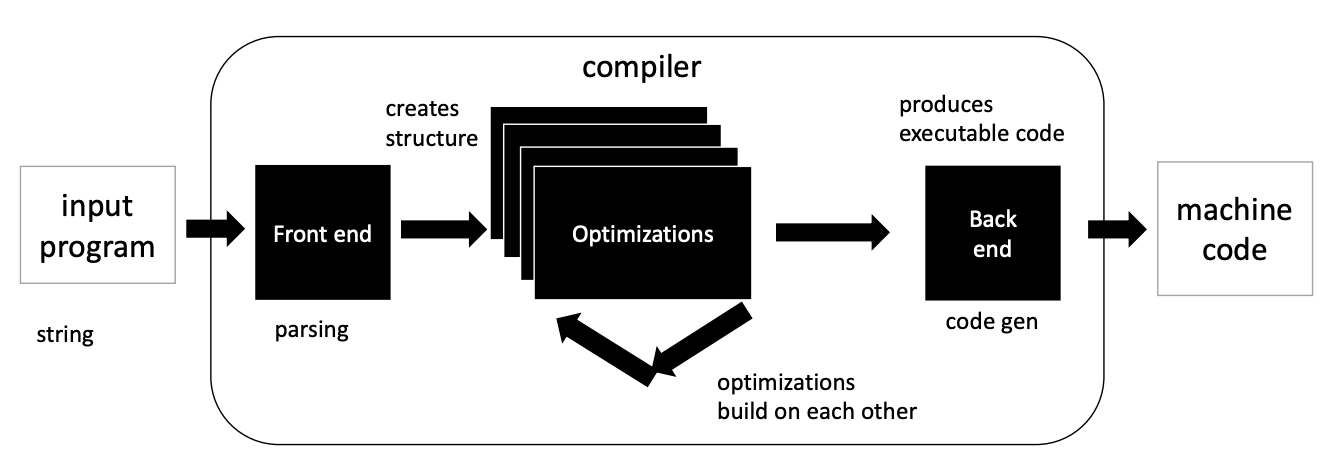 compiler
creates
structure
produces
executable code
input
program
Front end
Optimizations
Back
end
machine
code
string
parsing
code gen
optimizations
build on each other